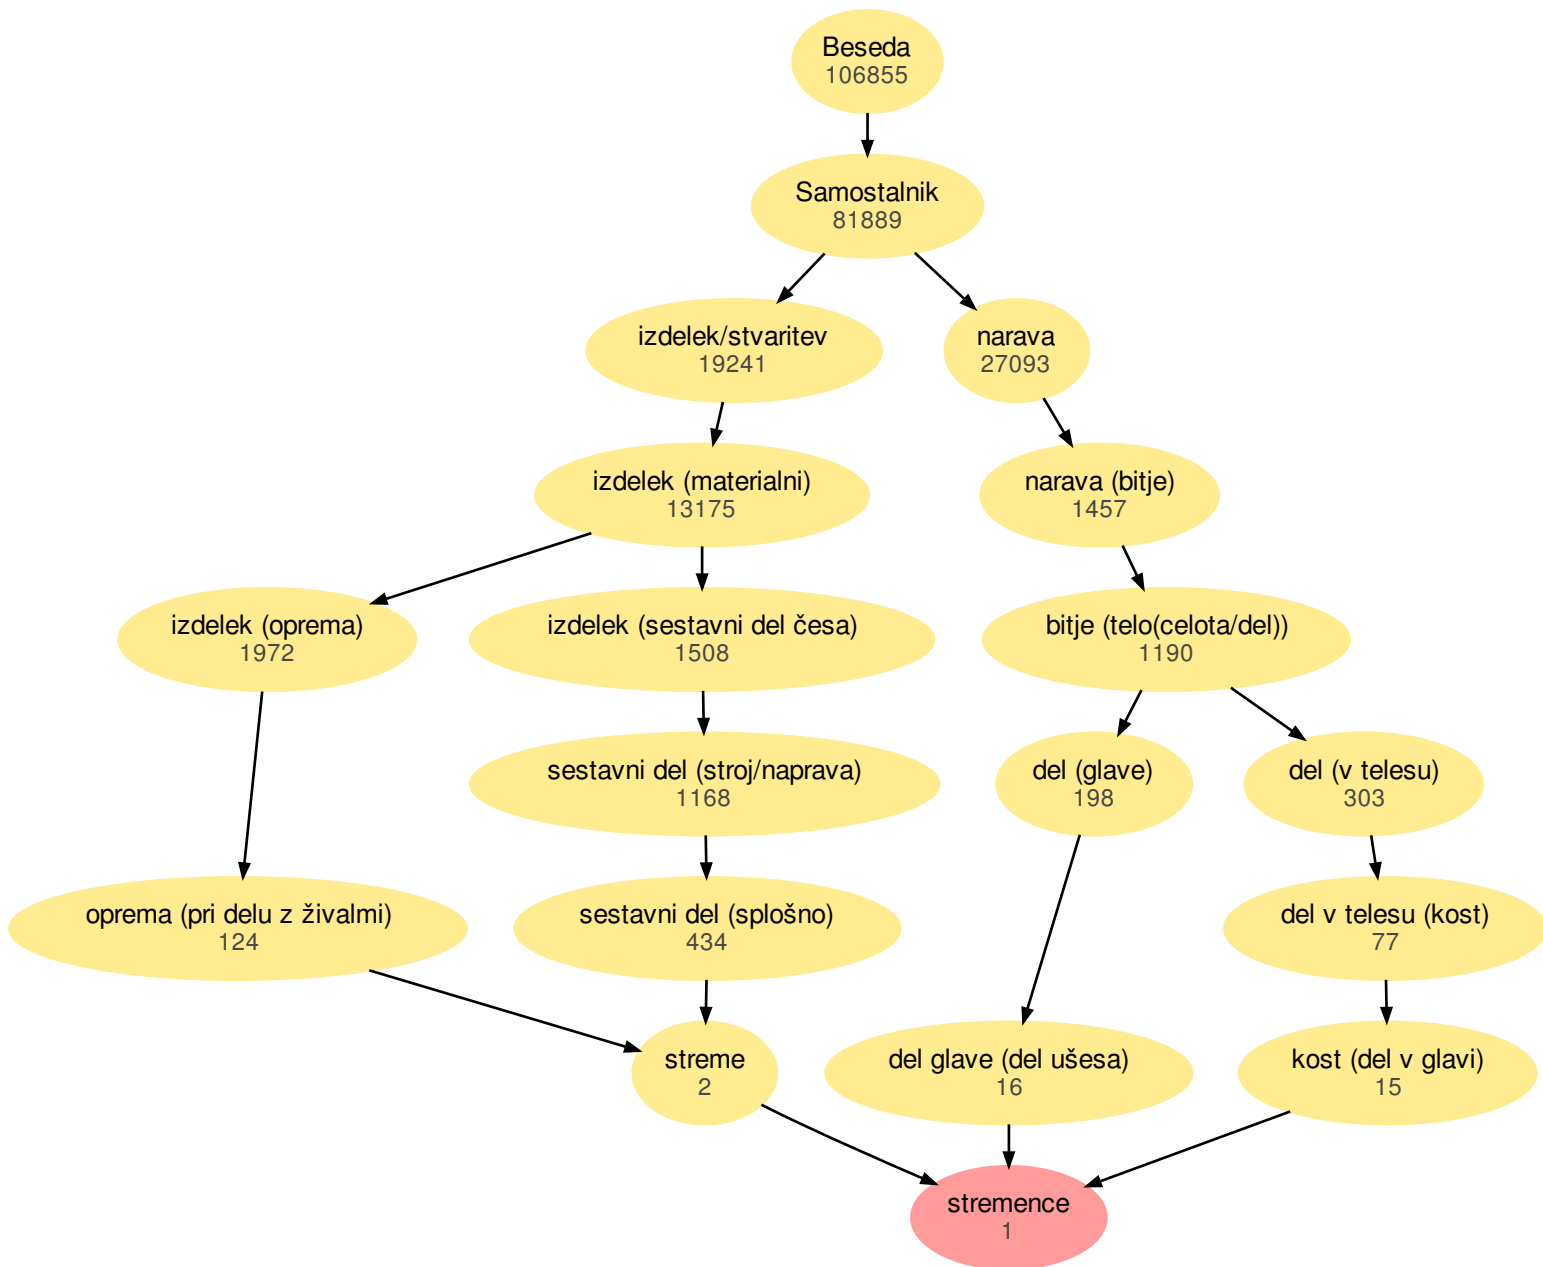 Beseda
106855
Samostalnik
81889
izdelek/stvaritev
19241
narava
27093
izdelek (materialni)
13175
narava (bitje)
1457
izdelek (oprema)
1972
izdelek (sestavni del česa)
1508
bitje (telo(celota/del))
1190
sestavni del (stroj/naprava)
1168
del (glave)
198
del (v telesu)
303
oprema (pri delu z živalmi)
124
sestavni del (splošno)
434
del v telesu (kost)
77
streme
2
del glave (del ušesa)
16
kost (del v glavi)
15
stremence
1